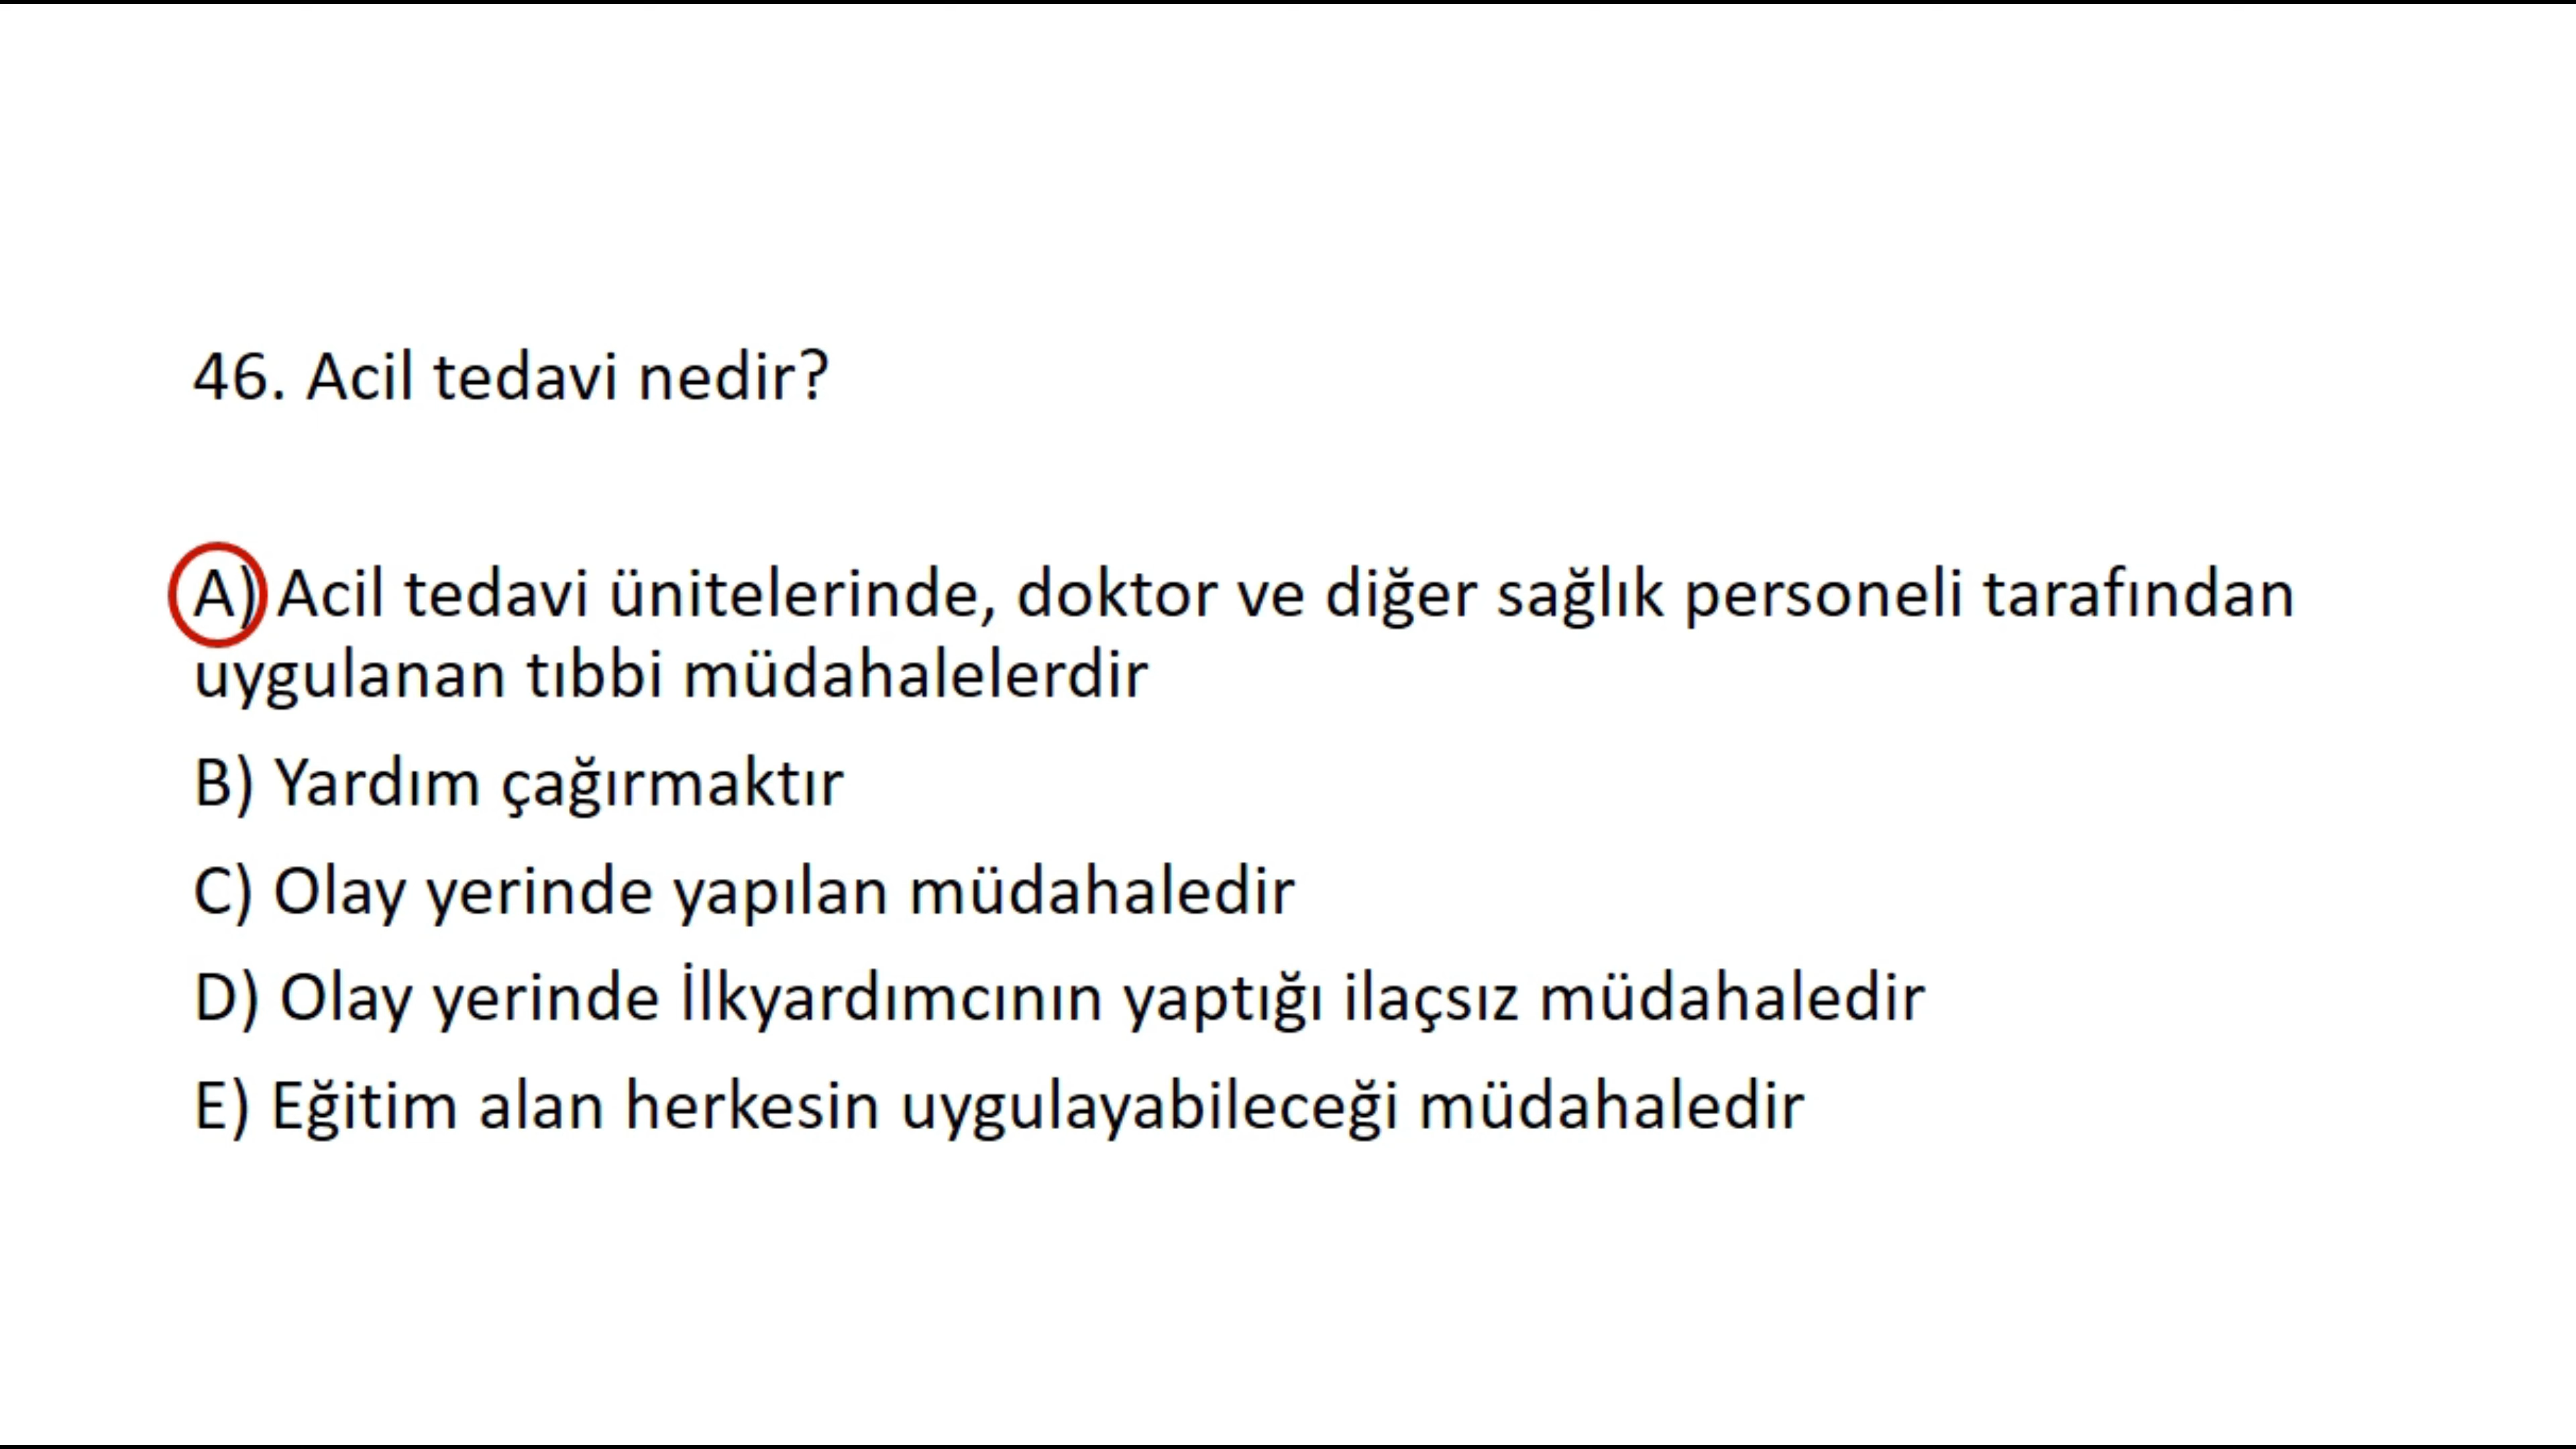 46. Acil tedavi nedir?
A) Acil tedavi ünitelerinde, doktor ve diğer sağlık personeli tarafından
uygulanan tıbbi müdahalelerdir
B) Yardım çağırmaktır
C) Olay yerinde yapılan müdahaledir
D) Olay yerinde İlkyardımcının yaptığı ilaçsız müdahaledir
E) Eğitim alan herkesin uygulayabileceği müdahaledir